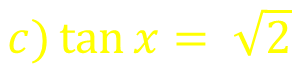 c) tan x = √2